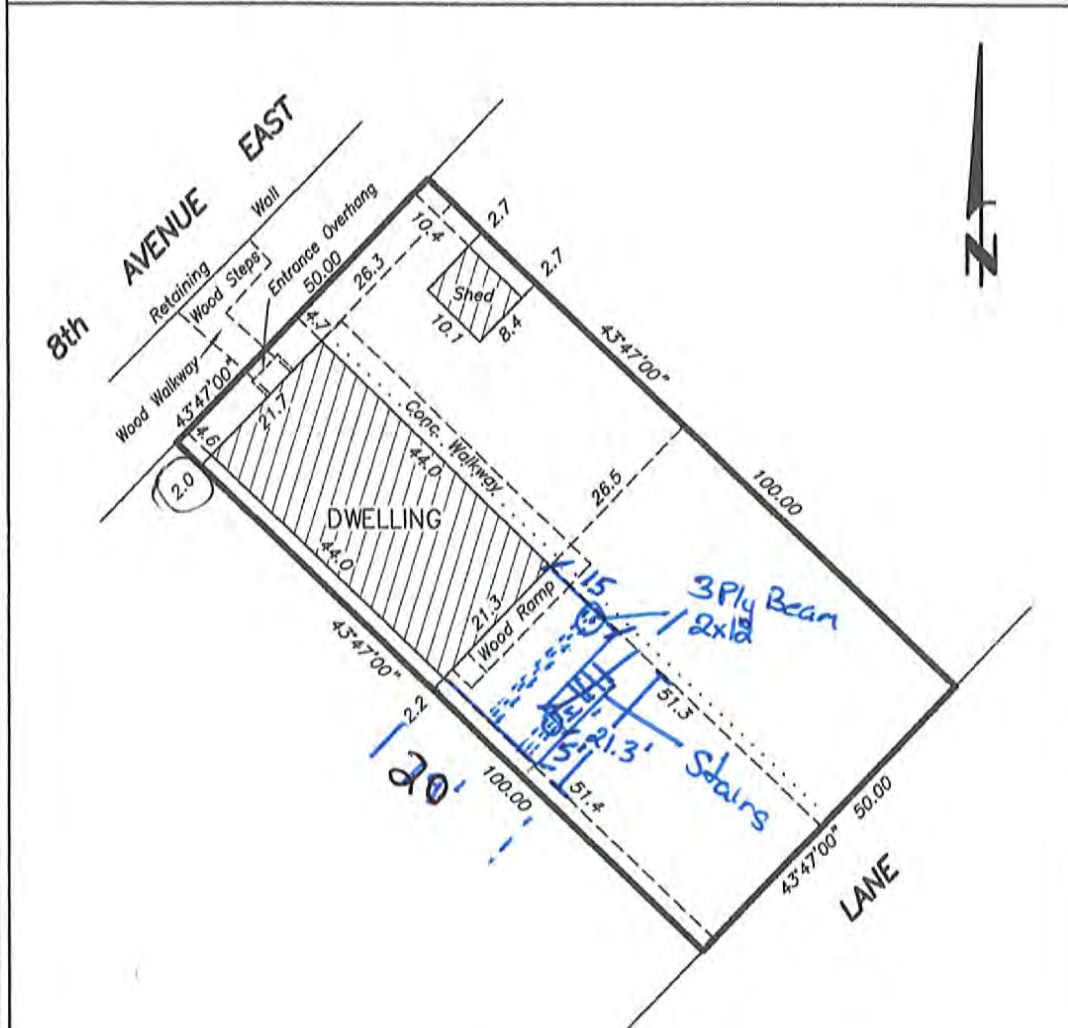 8th AVENUE EAST
Retaining Wall
Wood Steps
Entrance Overhang
Wood Walkway
50.00
43°47'00"
26.3
10.4
2.7
2.7
Shed
10.1
8.4
4.7
4.6
21.7
2.0
Conc. Walkway
44.0
DWELLING
44.0
43°47'00"
26.5
100.00
43°47'00"
21.3
Wood Ramp
15
3 Ply Beam
2x12
2.2
20'
5'
21.3'
Stairs
51.3
51.4
100.00
50.00
43°47'00"
LANE
N